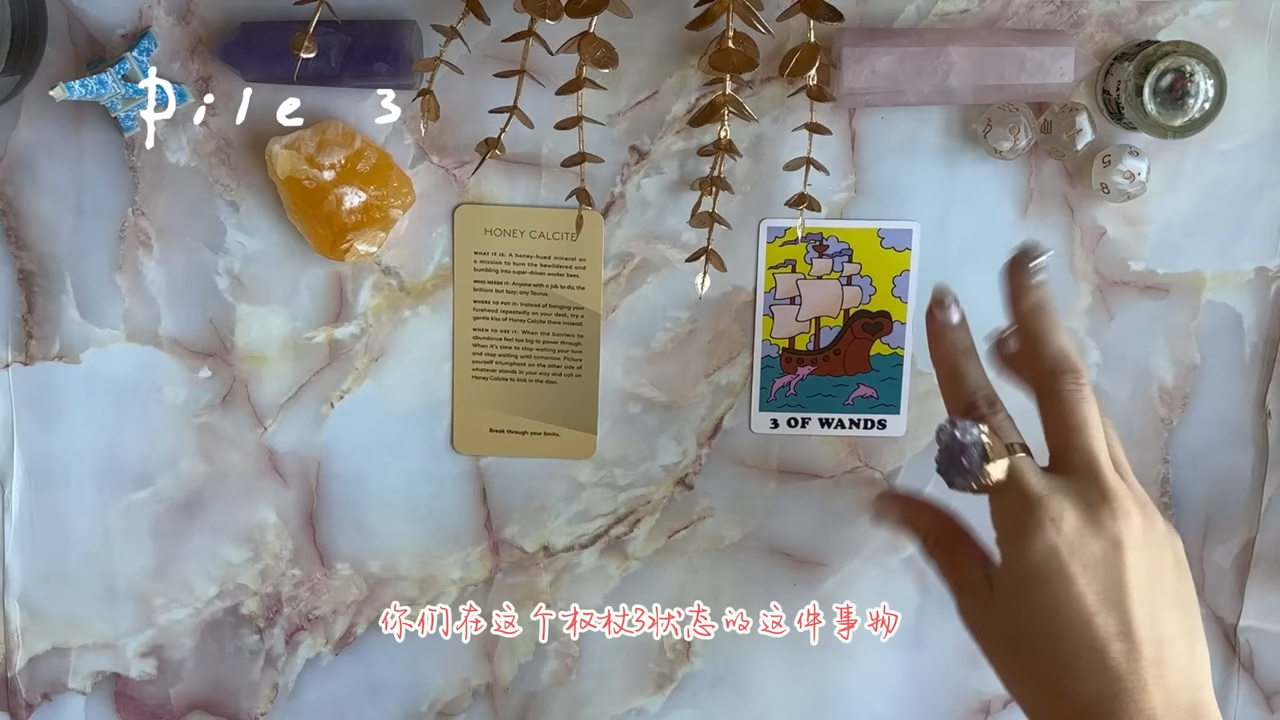 Pile 3
HONEY CALCITE
WHAT IT IS: A honey-hued mineral on
a mission to turn the bewildered and
bumbling into super-driven worker bees.
WHO NEEDS IT: Anyone with a job to do; the
brilliant but lazy; any Taurus.
WHERE TO PUT IT: Instead of banging your
forehead repeatedly on your desk, try a
gentle kiss of Honey Calcite there instead.
WHEN TO USE IT: When the barriers to
abundance feel too big to power through.
When it's time to stop waiting your turn
and stop waiting until tomorrow. Picture
yourself triumphant on the other side of
whatever stands in your way and call on
Honey Calcite to kick in the door.
Break through your limits.
3 OF WANDS
你们在这个权杖3状态的这件事物